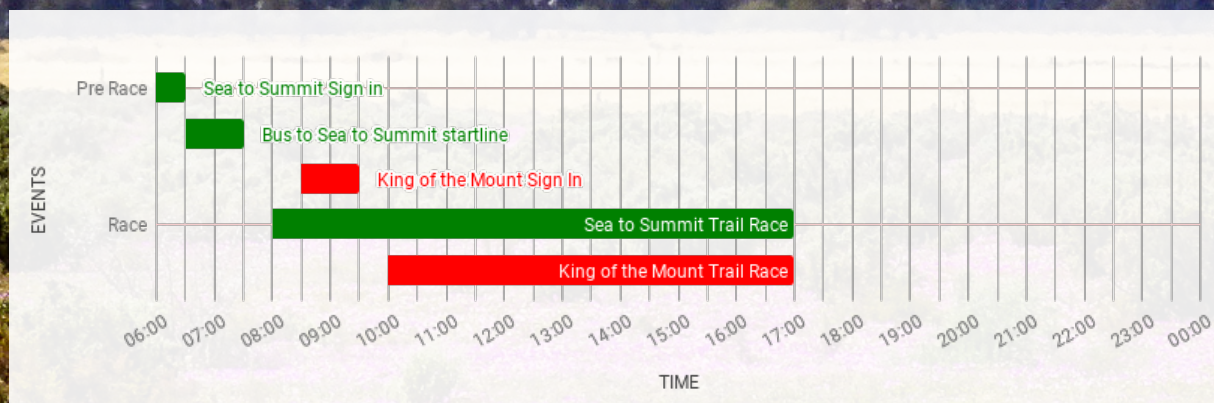 Pre Race
Sea to Summit Sign in
Bus to Sea to Summit startline
King of the Mount Sign In
EVENTS
Race
Sea to Summit Trail Race
King of the Mount Trail Race
06:00 07:00 08:00 09:00 10:00 11:00 12:00 13:00 14:00 15:00 16:00 17:00 18:00 19:00 20:00 21:00 22:00 23:00 00:00
TIME